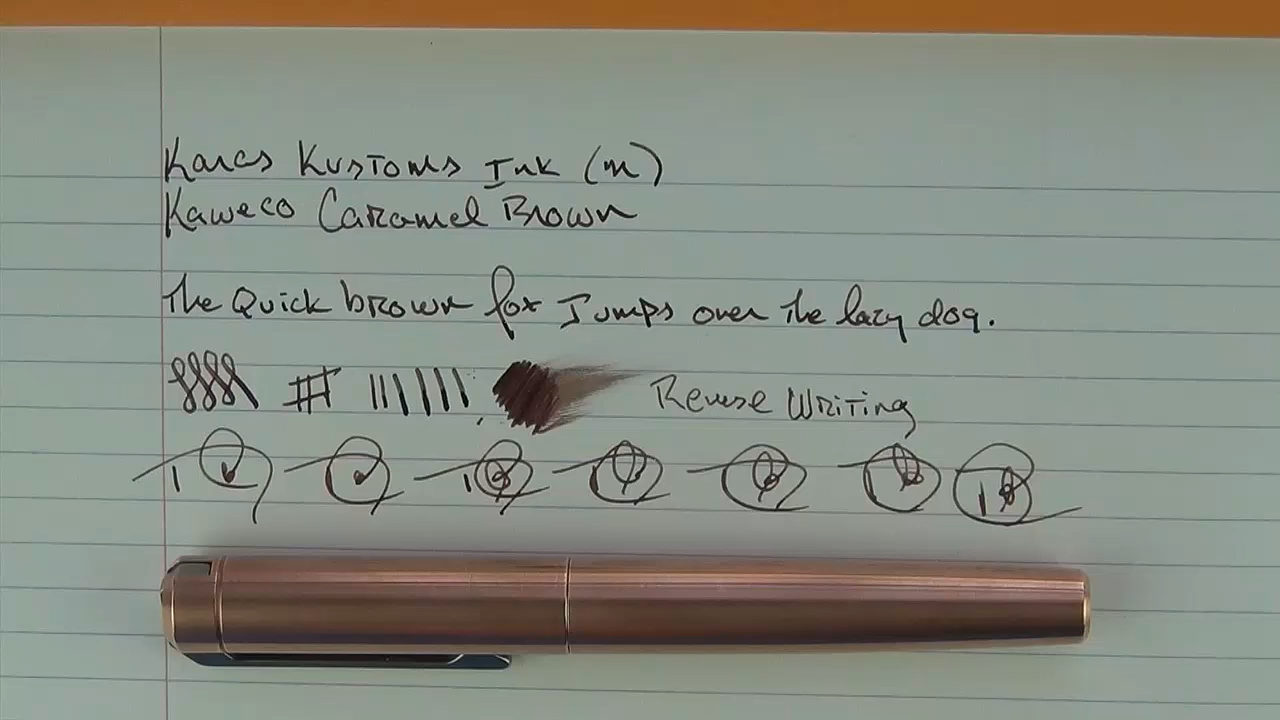 Karas Kustoms Ink (m)
Kaweco Caramel Brown
The Quick brown fox Jumps over the lazy dog.
Reverse Writing